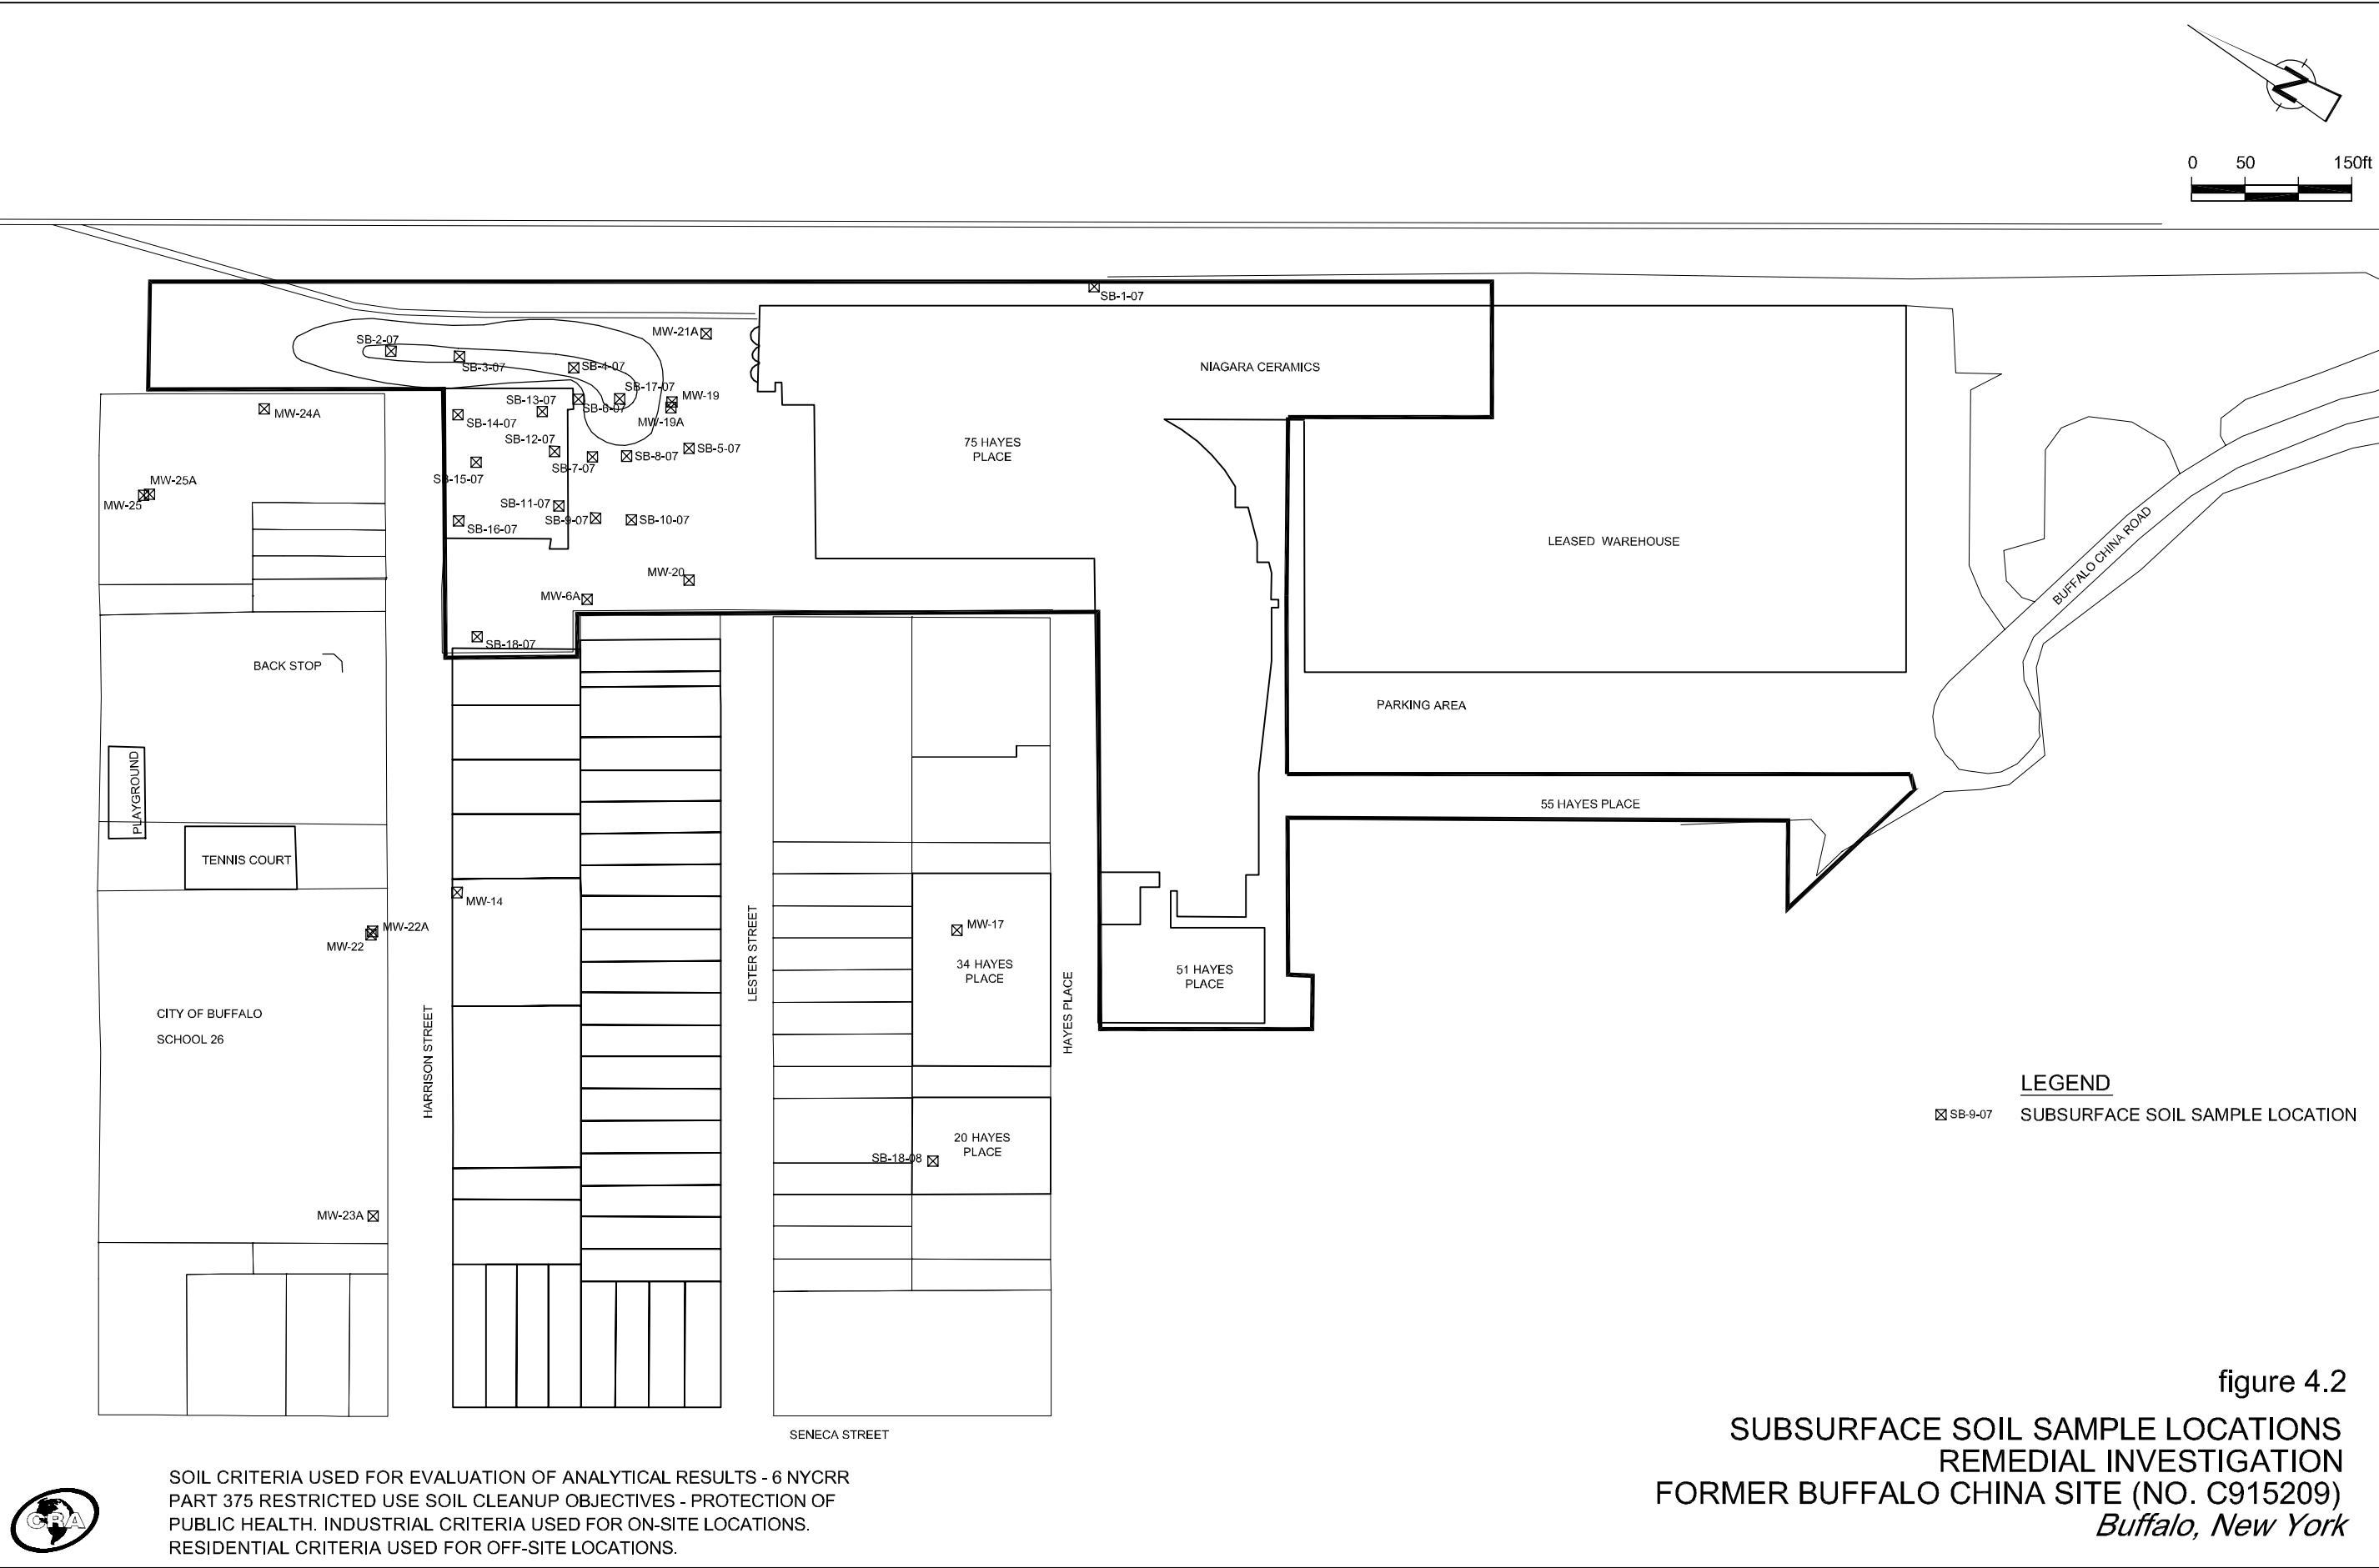 N
0 50 150ft
SB-1-07
MW-21A
SB-2-07
SB-3-07
SB-4-07
NIAGARA CERAMICS
SB-17-07
SB-13-07
SB-6-07
MW-19
MW-19A
MW-24A
SB-14-07
SB-12-07
SB-5-07
75 HAYES
PLACE
SB-7-07
SB-8-07
SB-15-07
MW-25A
MW-25
SB-11-07
SB-9-07
SB-10-07
SB-16-07
LEASED WAREHOUSE
BUFFALO CHINA ROAD
MW-20
MW-6A
SB-18-07
BACK STOP
PARKING AREA
PLAYGROUND
55 HAYES PLACE
TENNIS COURT
MW-14
MW-22A
MW-22
LESTER STREET
MW-17
34 HAYES
PLACE
51 HAYES
PLACE
HAYES PLACE
CITY OF BUFFALO
SCHOOL 26
HARRISON STREET
LEGEND
SB-9-07 SUBSURFACE SOIL SAMPLE LOCATION
20 HAYES
PLACE
SB-18-08
MW-23A
SENECA STREET
figure 4.2
SUBSURFACE SOIL SAMPLE LOCATIONS
REMEDIAL INVESTIGATION
FORMER BUFFALO CHINA SITE (NO. C915209)
Buffalo, New York
CRA
SOIL CRITERIA USED FOR EVALUATION OF ANALYTICAL RESULTS - 6 NYCRR
PART 375 RESTRICTED USE SOIL CLEANUP OBJECTIVES - PROTECTION OF
PUBLIC HEALTH. INDUSTRIAL CRITERIA USED FOR ON-SITE LOCATIONS.
RESIDENTIAL CRITERIA USED FOR OFF-SITE LOCATIONS.